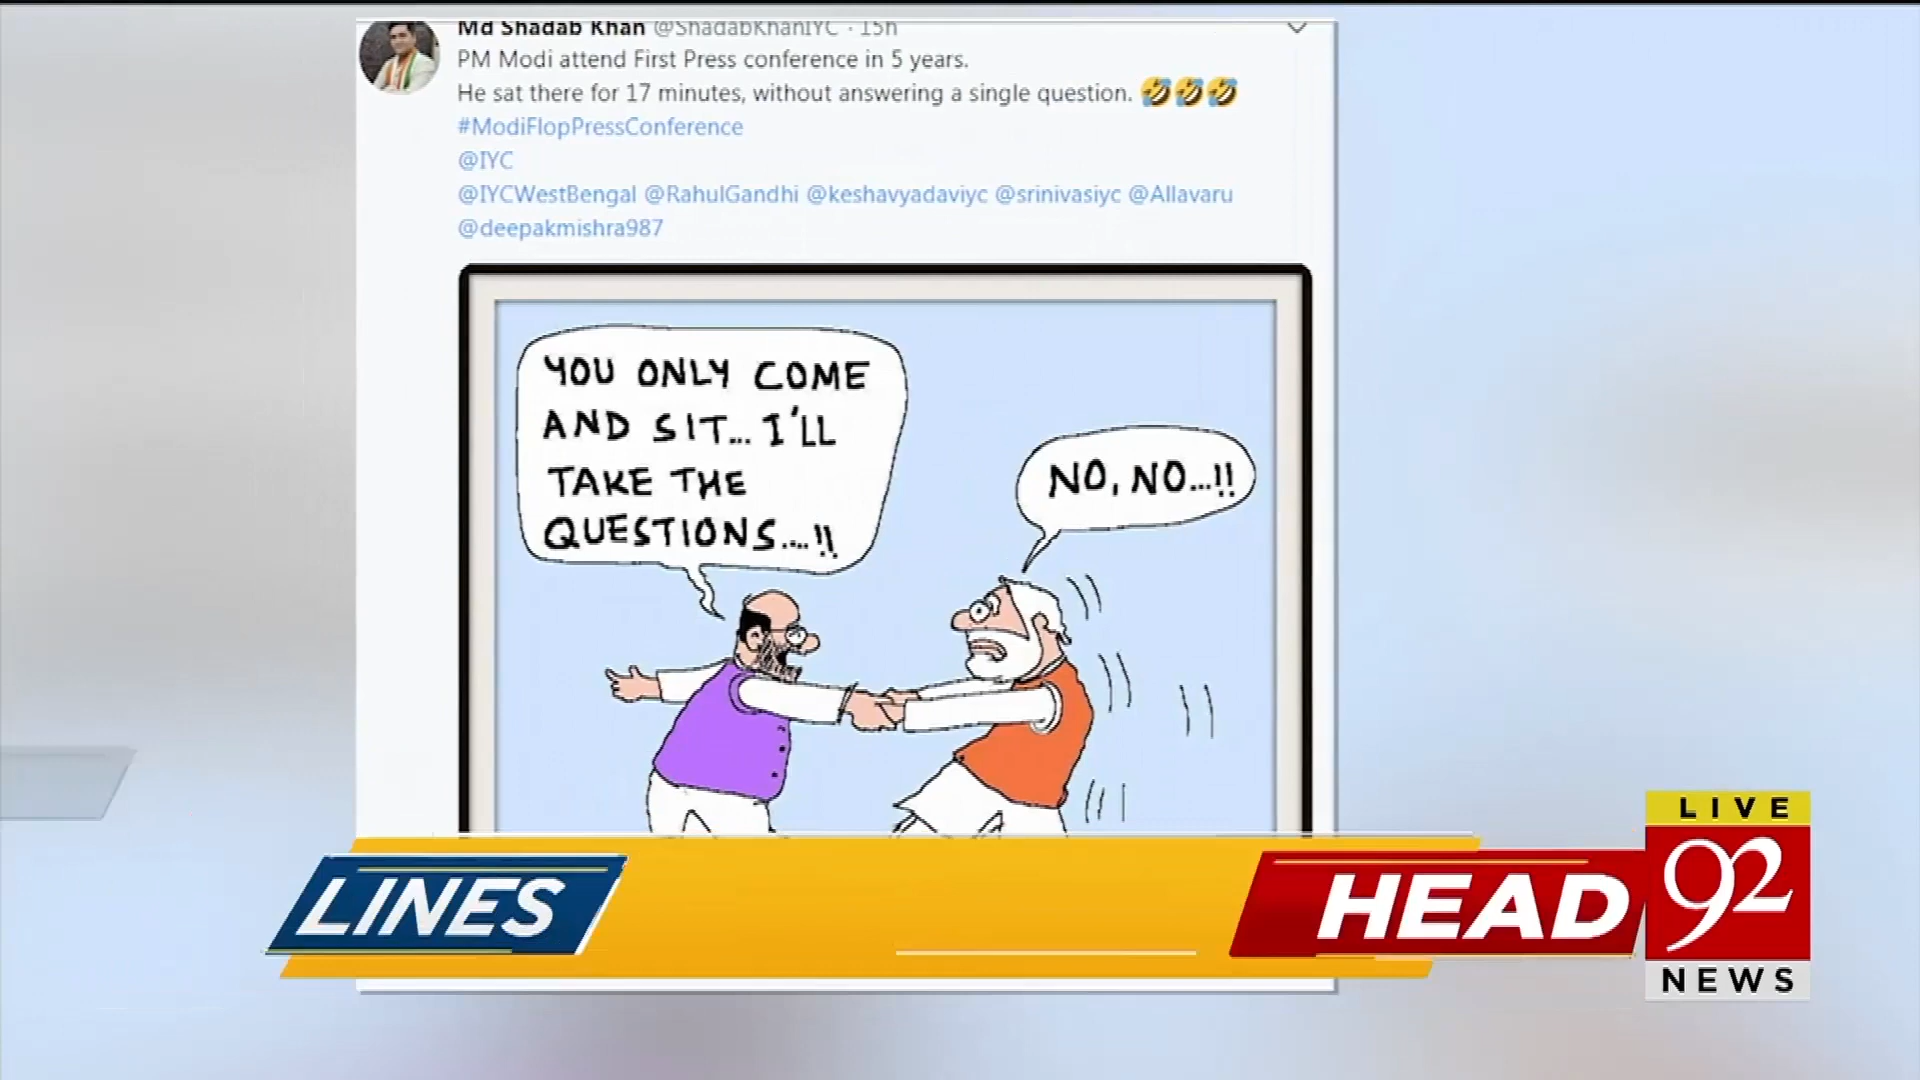 Md Shadab Khan @ShadabKhanIYC · 15h
PM Modi attend First Press conference in 5 years.
He sat there for 17 minutes, without answering a single question. 🤣🤣🤣
#ModiFlopPressConference
@IYC
@IYCWestBengal @RahulGandhi @keshavyadaviyc @srinivasiyc @Allavaru
@deepakmishra987
YOU ONLY COME
AND SIT... I'LL
TAKE THE
QUESTIONS....!!
NO, NO...!!
LINES
HEAD
LIVE
92
NEWS